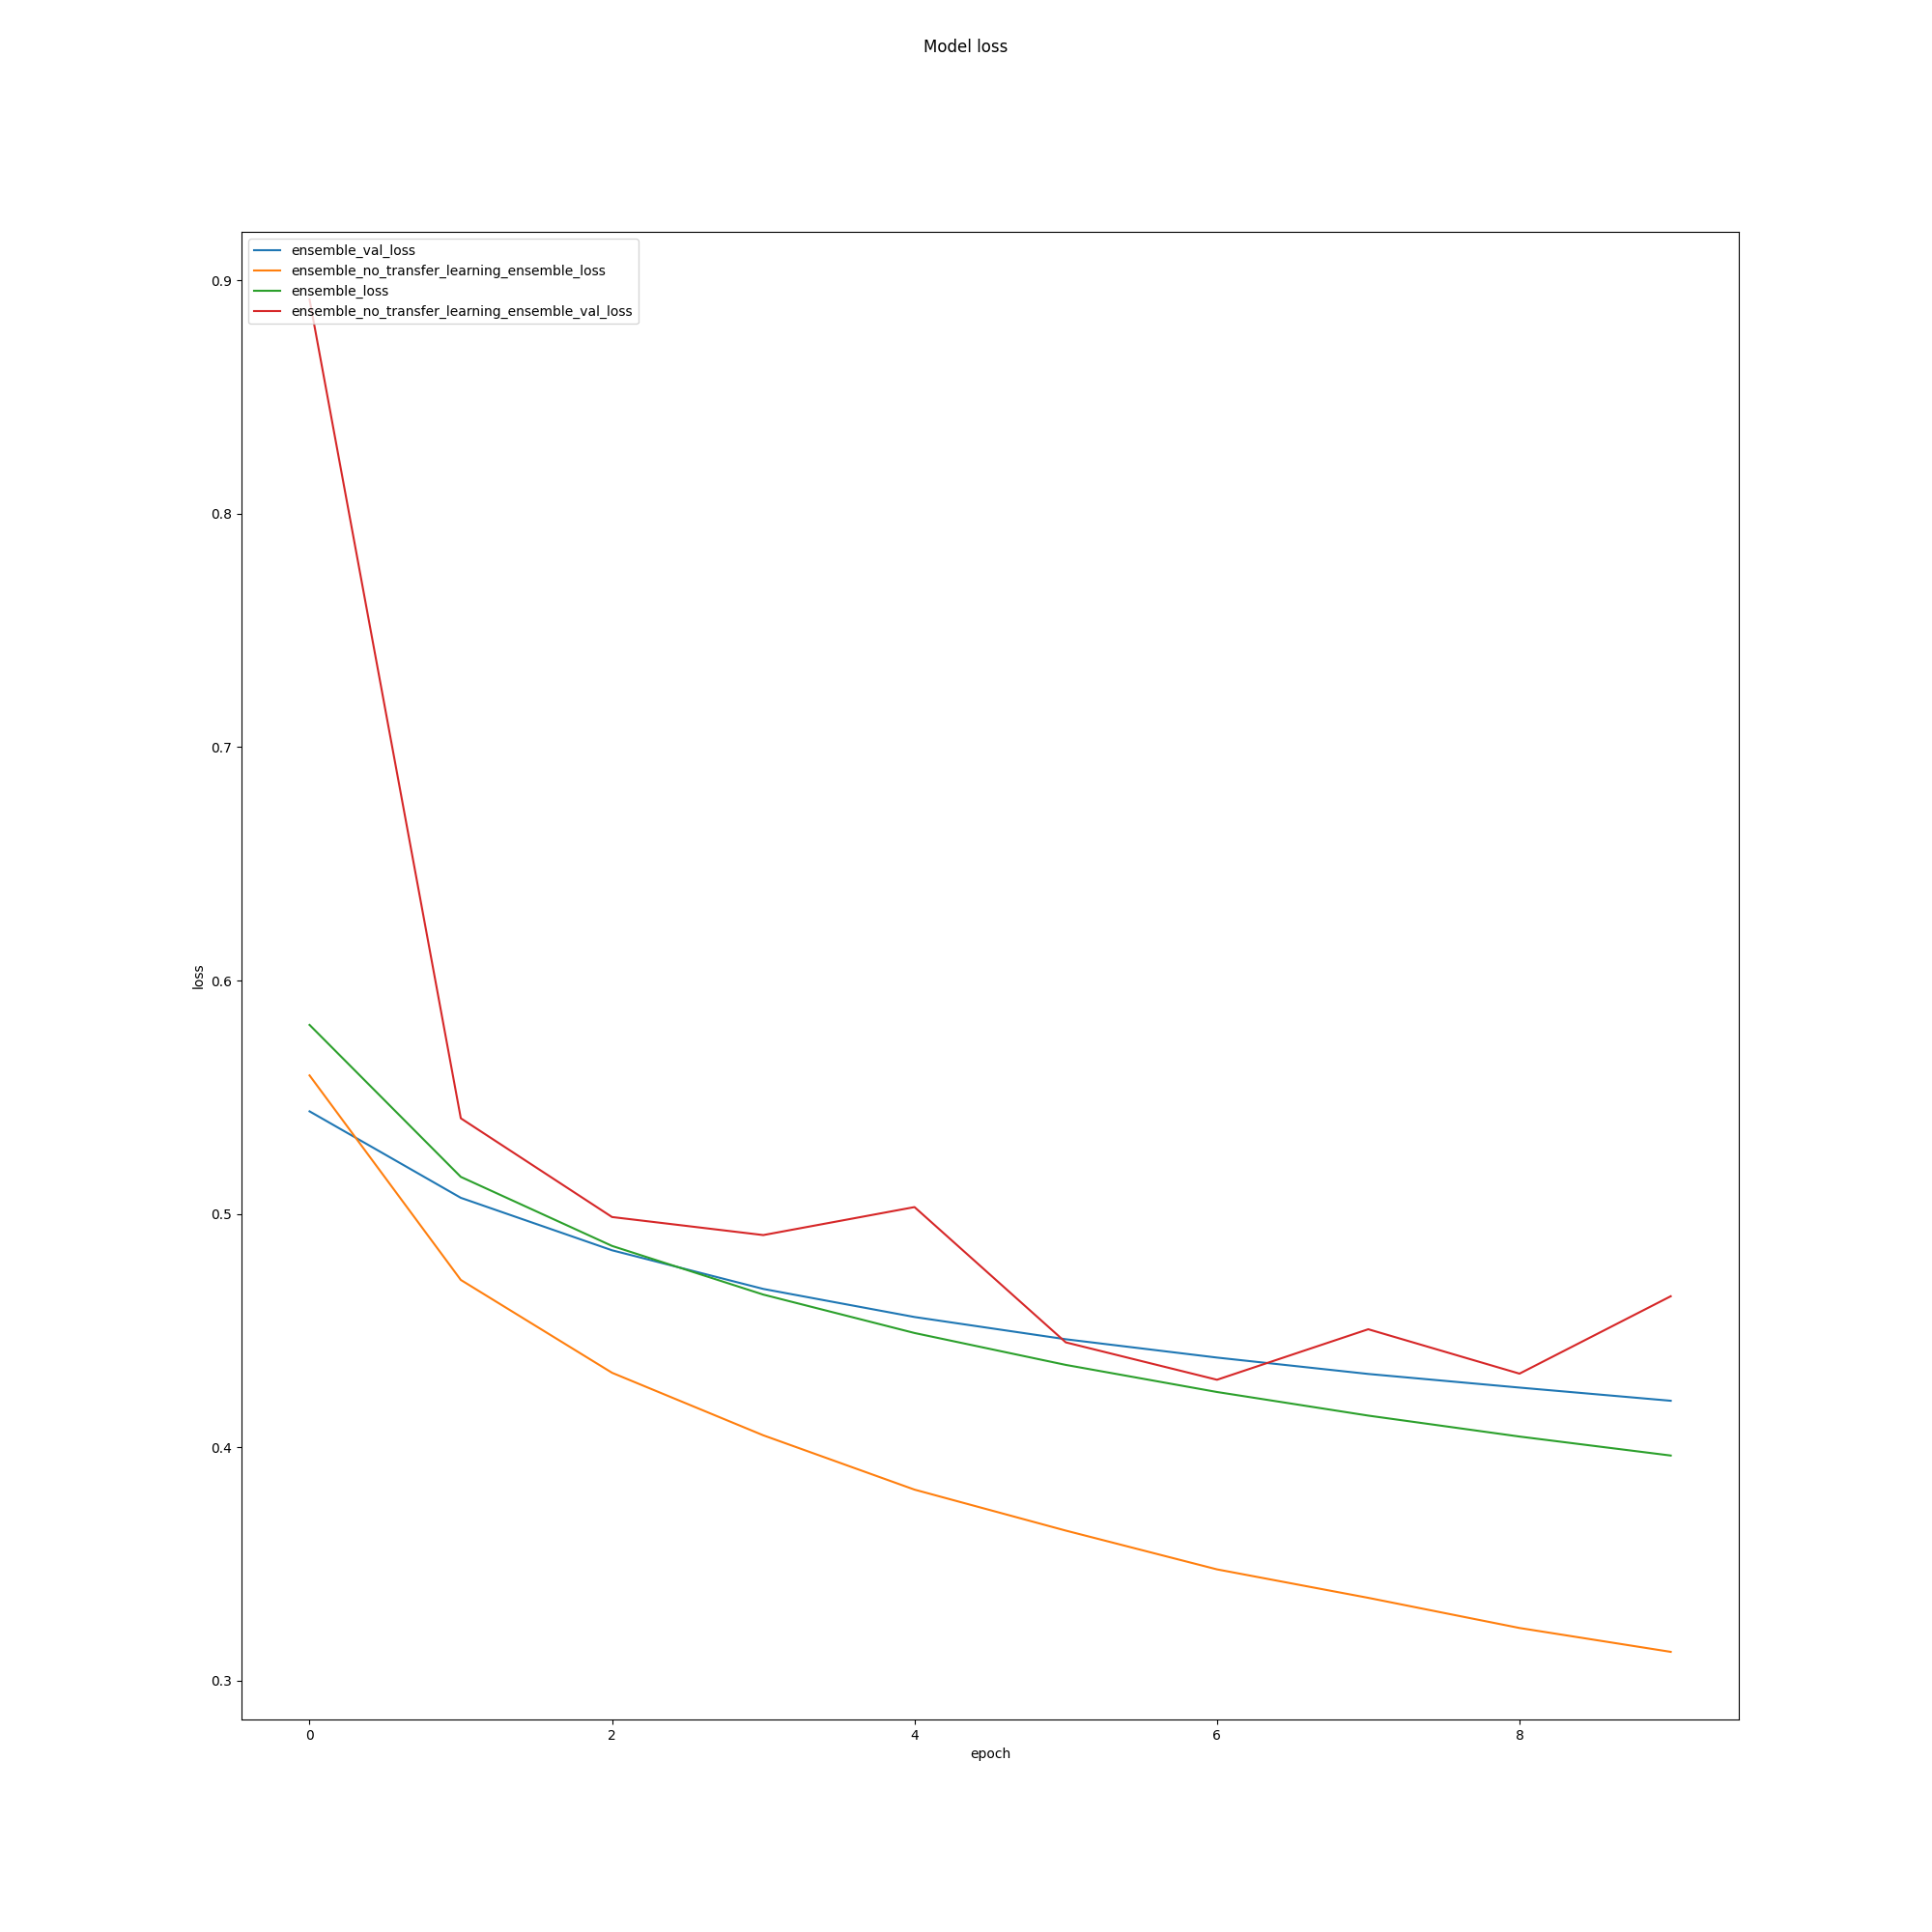 Model loss
ensemble_val_loss
ensemble_no_transfer_learning_ensemble_loss
ensemble_loss
ensemble_no_transfer_learning_ensemble_val_loss
0.9
0.8
0.7
0.6
0.5
0.4
0.3
loss
0 2 4 6 8
epoch